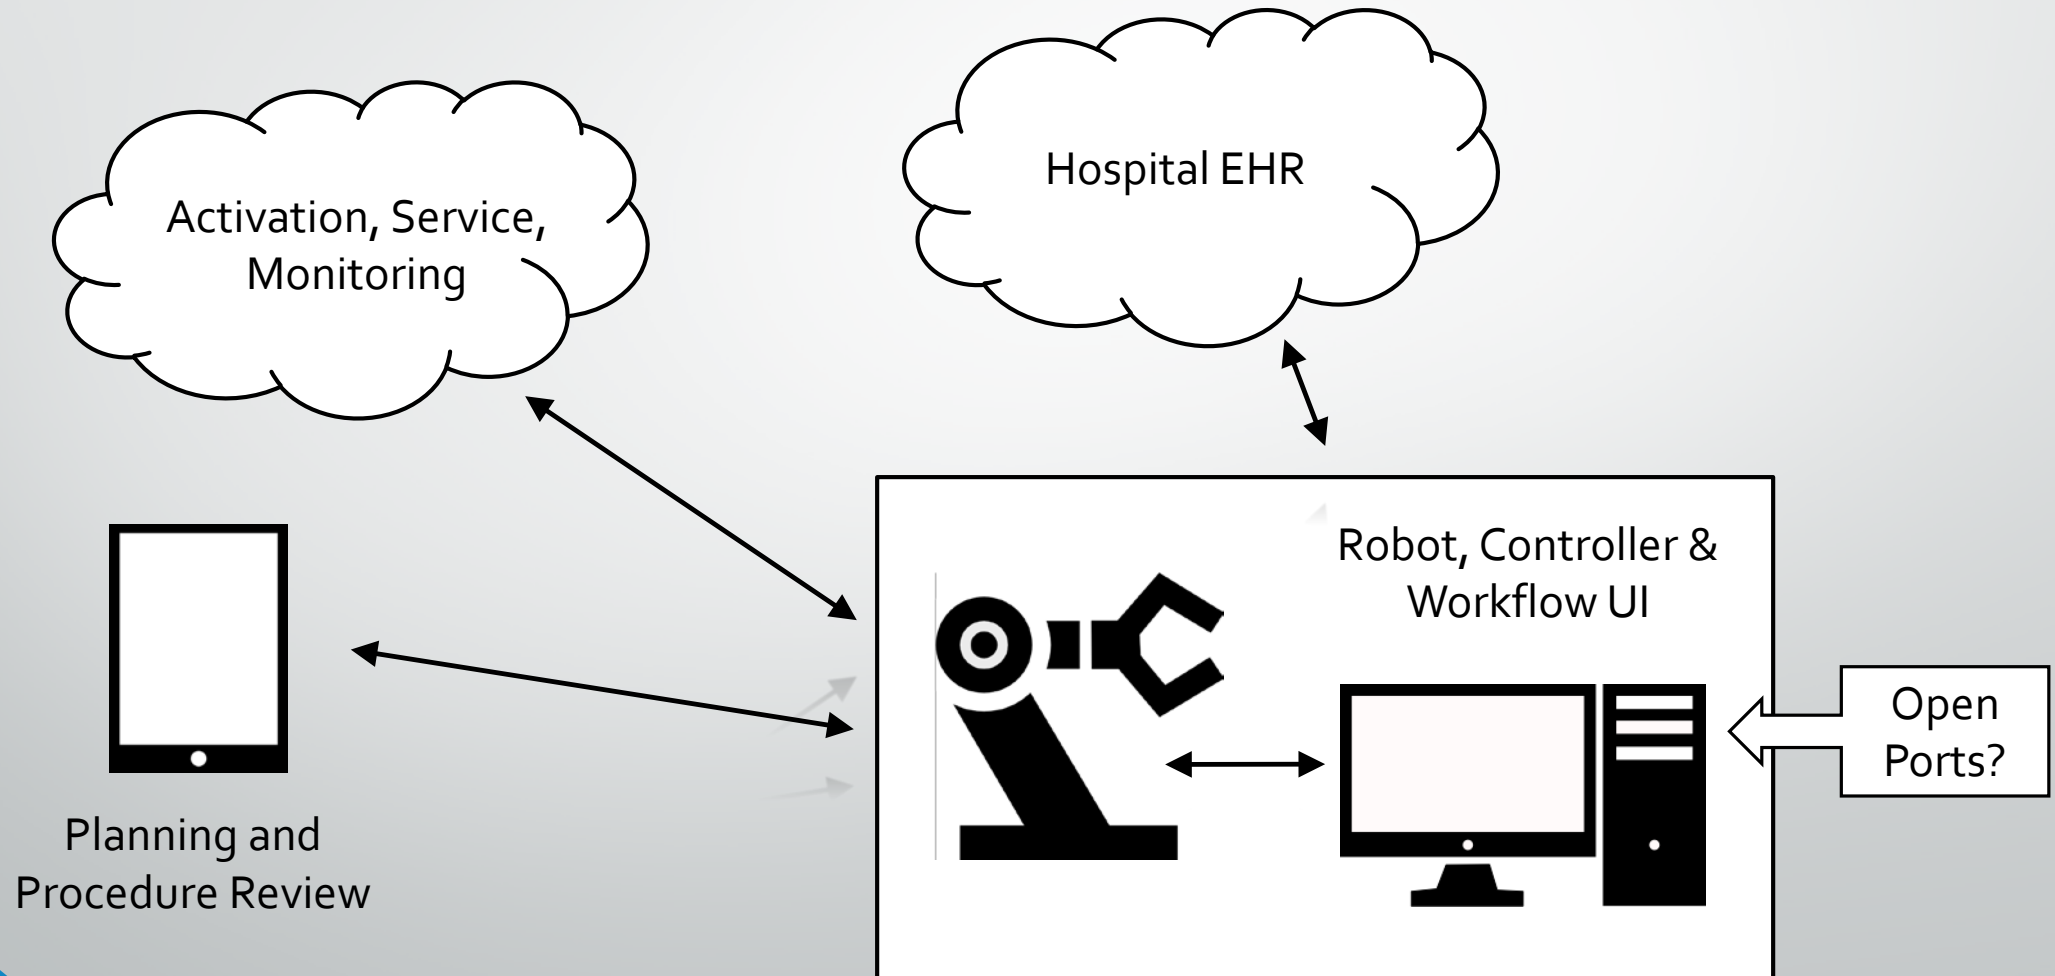 Hospital EHR
Activation, Service,
Monitoring
Robot, Controller &
Workflow UI
Open
Ports?
Planning and
Procedure Review